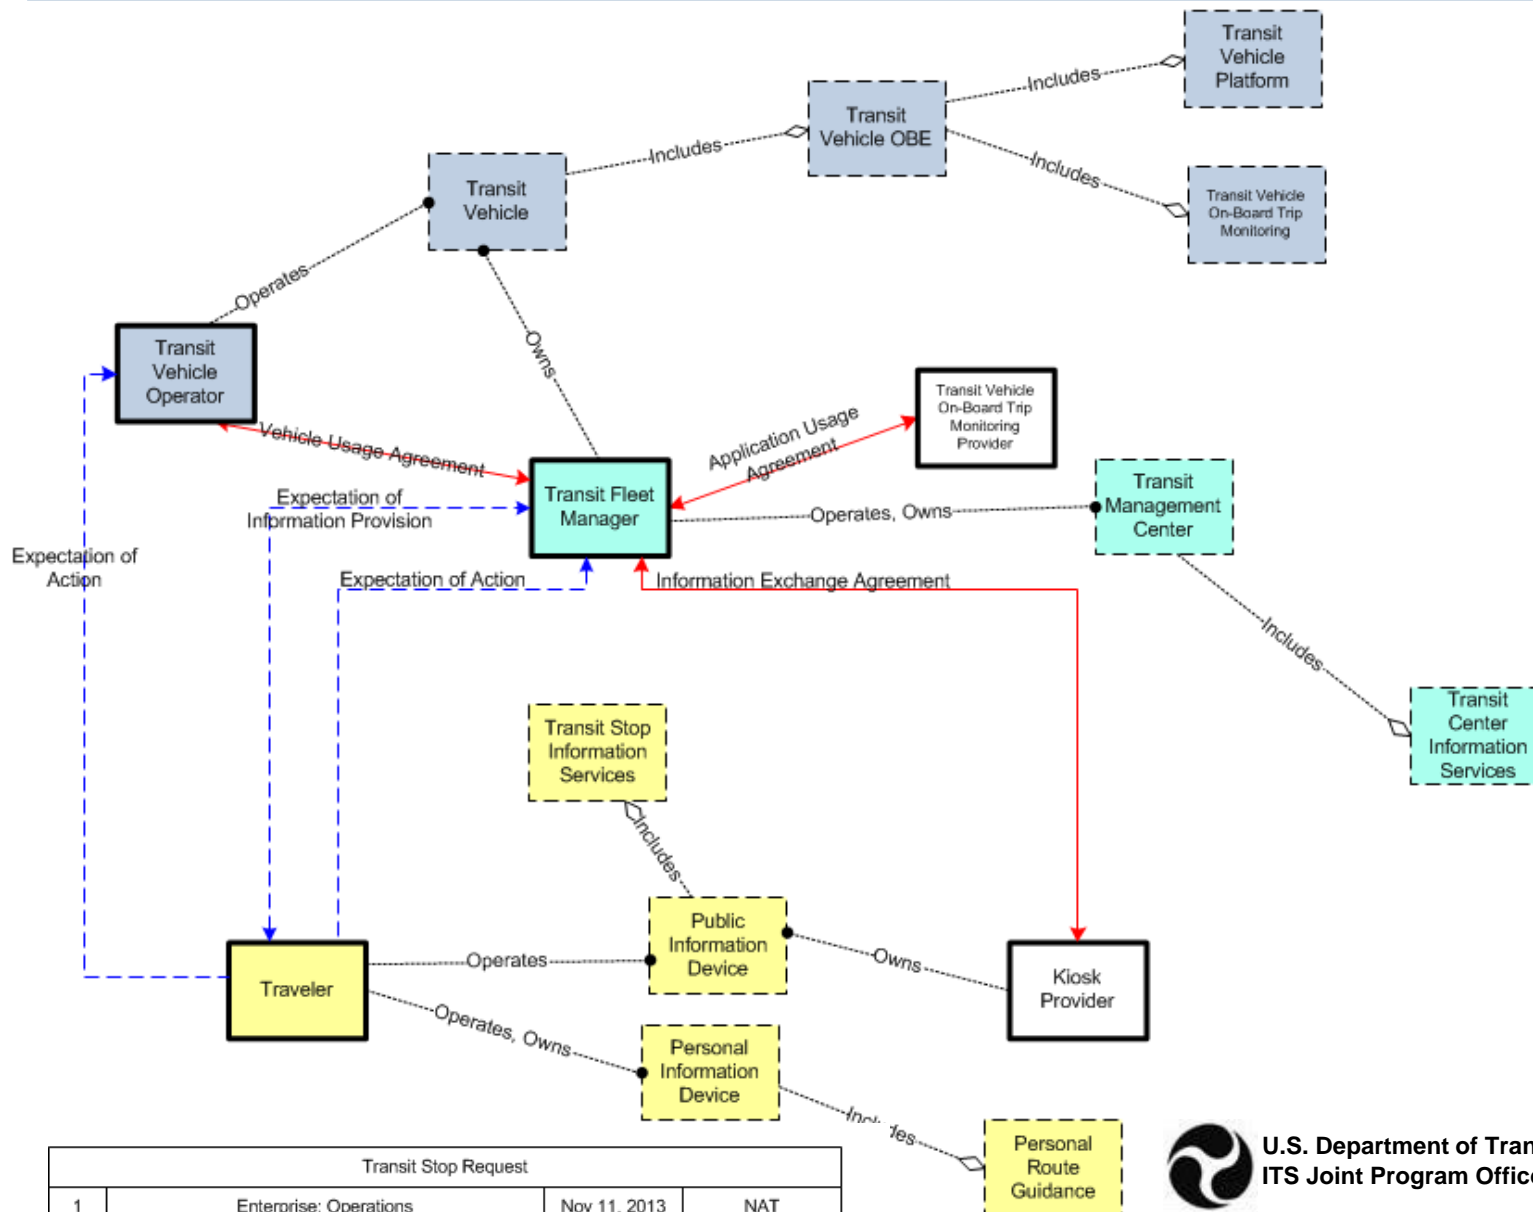 Transit
Vehicle
Platform
Includes
Transit
Vehicle OBE
Includes
Includes
Transit
Vehicle
Transit Vehicle
On-Board Trip
Monitoring
Operates
Owns
Transit
Vehicle
Operator
Transit Vehicle
On-Board Trip
Monitoring
Provider
Application Usage
Agreement
Vehicle Usage Agreement
Transit Fleet
Manager
Transit
Management
Center
Operates, Owns
Expectation of
Information Provision
Expectation of
Action
Expectation of Action
Information Exchange Agreement
Includes
Transit
Center
Information
Services
Transit Stop
Information
Services
Includes
Public
Information
Device
Operates
Owns
Traveler
Kiosk
Provider
Operates, Owns
Personal
Information
Device
Includes
Personal
Route
Guidance
U.S. Department of Tran
ITS Joint Program Office
Transit Stop Request
1 Enterprise: Operations Nov 11, 2013 NAT